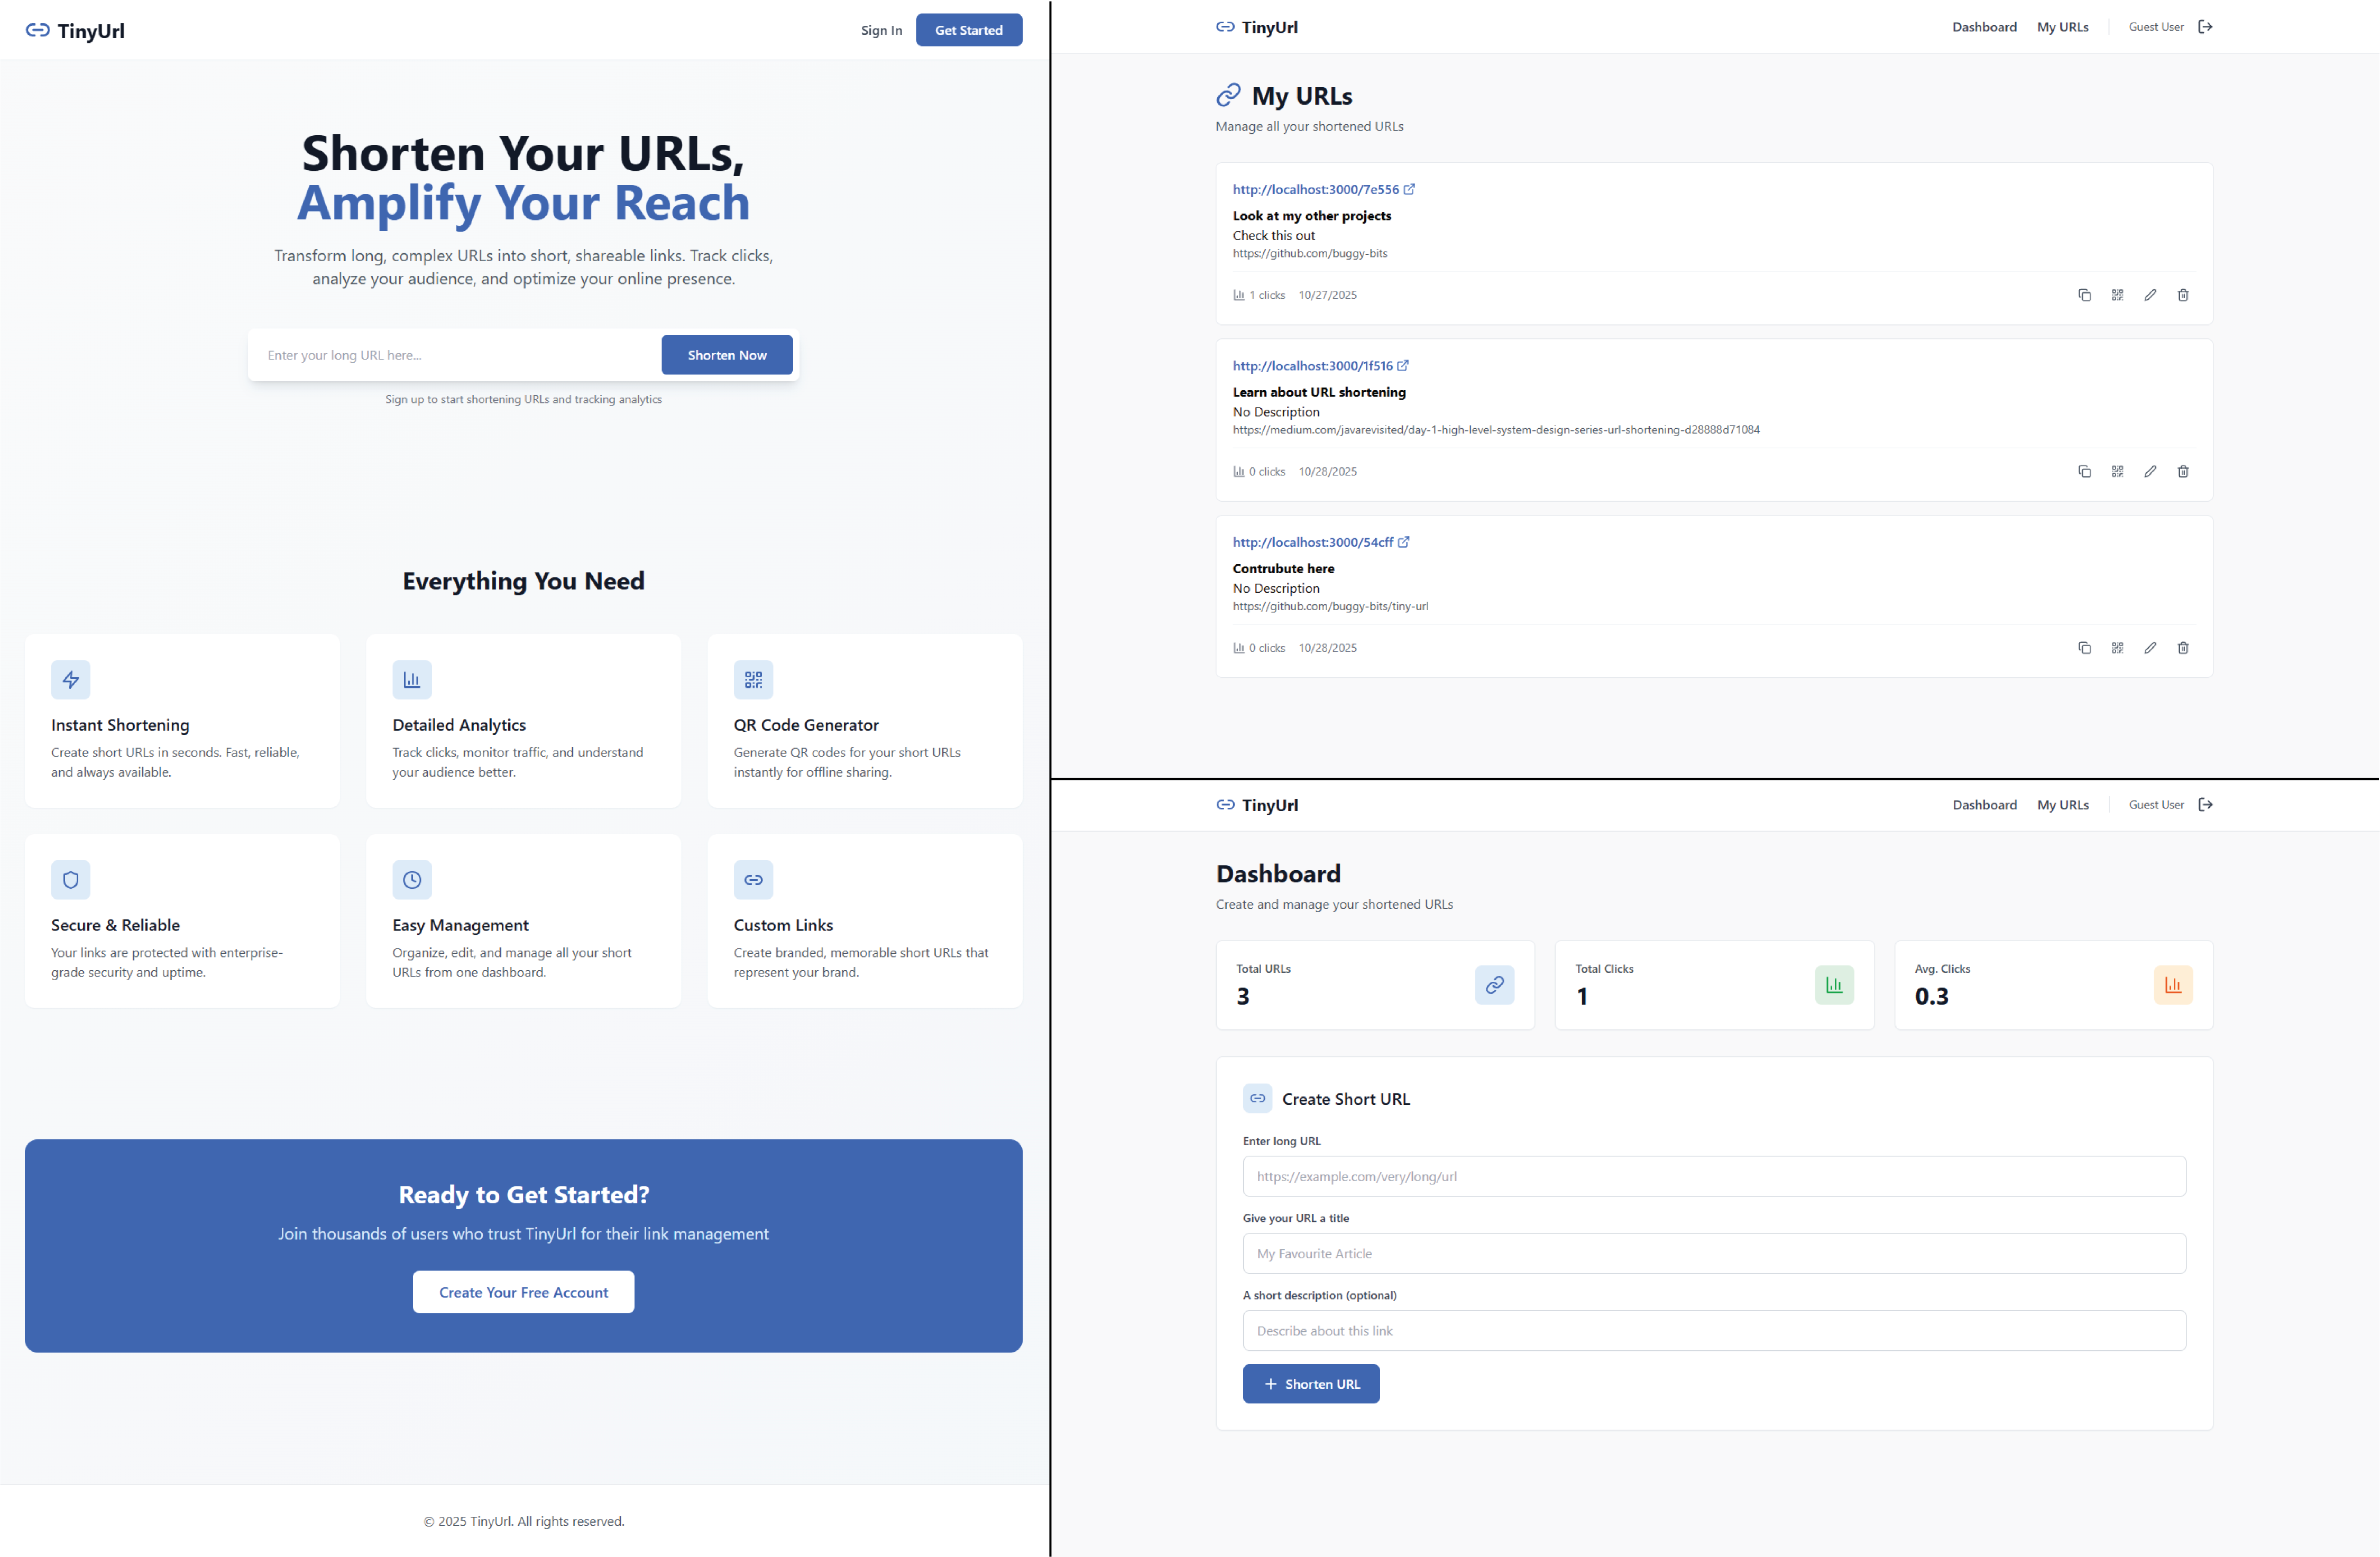 TinyUrl
Sign In
Get Started
Shorten Your URLs,
Amplify Your Reach
Transform long, complex URLs into short, shareable links. Track clicks,
analyze your audience, and optimize your online presence.
Enter your long URL here...
Shorten Now
Sign up to start shortening URLs and tracking analytics
Everything You Need
Instant Shortening
Create short URLs in seconds. Fast, reliable,
and always available.
Detailed Analytics
Track clicks, monitor traffic, and understand
your audience better.
QR Code Generator
Generate QR codes for your short URLs
instantly for offline sharing.
Secure & Reliable
Your links are protected with enterprise-
grade security and uptime.
Easy Management
Organize, edit, and manage all your short
URLs from one dashboard.
Custom Links
Create branded, memorable short URLs that
represent your brand.
Ready to Get Started?
Join thousands of users who trust TinyUrl for their link management
Create Your Free Account
© 2025 TinyUrl. All rights reserved.
TinyUrl
Dashboard
My URLs
Guest User
My URLs
Manage all your shortened URLs
http://localhost:3000/7e556
Look at my other projects
Check this out
https://github.com/buggy-bits
1 clicks
10/27/2025
http://localhost:3000/1f516
Learn about URL shortening
No Description
https://medium.com/javarevisited/day-1-high-level-system-design-series-url-shortening-d28888d71084
0 clicks
10/28/2025
http://localhost:3000/54cff
Contrubute here
No Description
https://github.com/buggy-bits/tiny-url
0 clicks
10/28/2025
TinyUrl
Dashboard
My URLs
Guest User
Dashboard
Create and manage your shortened URLs
Total URLs
3
Total Clicks
1
Avg. Clicks
0.3
Create Short URL
Enter long URL
https://example.com/very/long/url
Give your URL a title
My Favourite Article
A short description (optional)
Describe about this link
Shorten URL